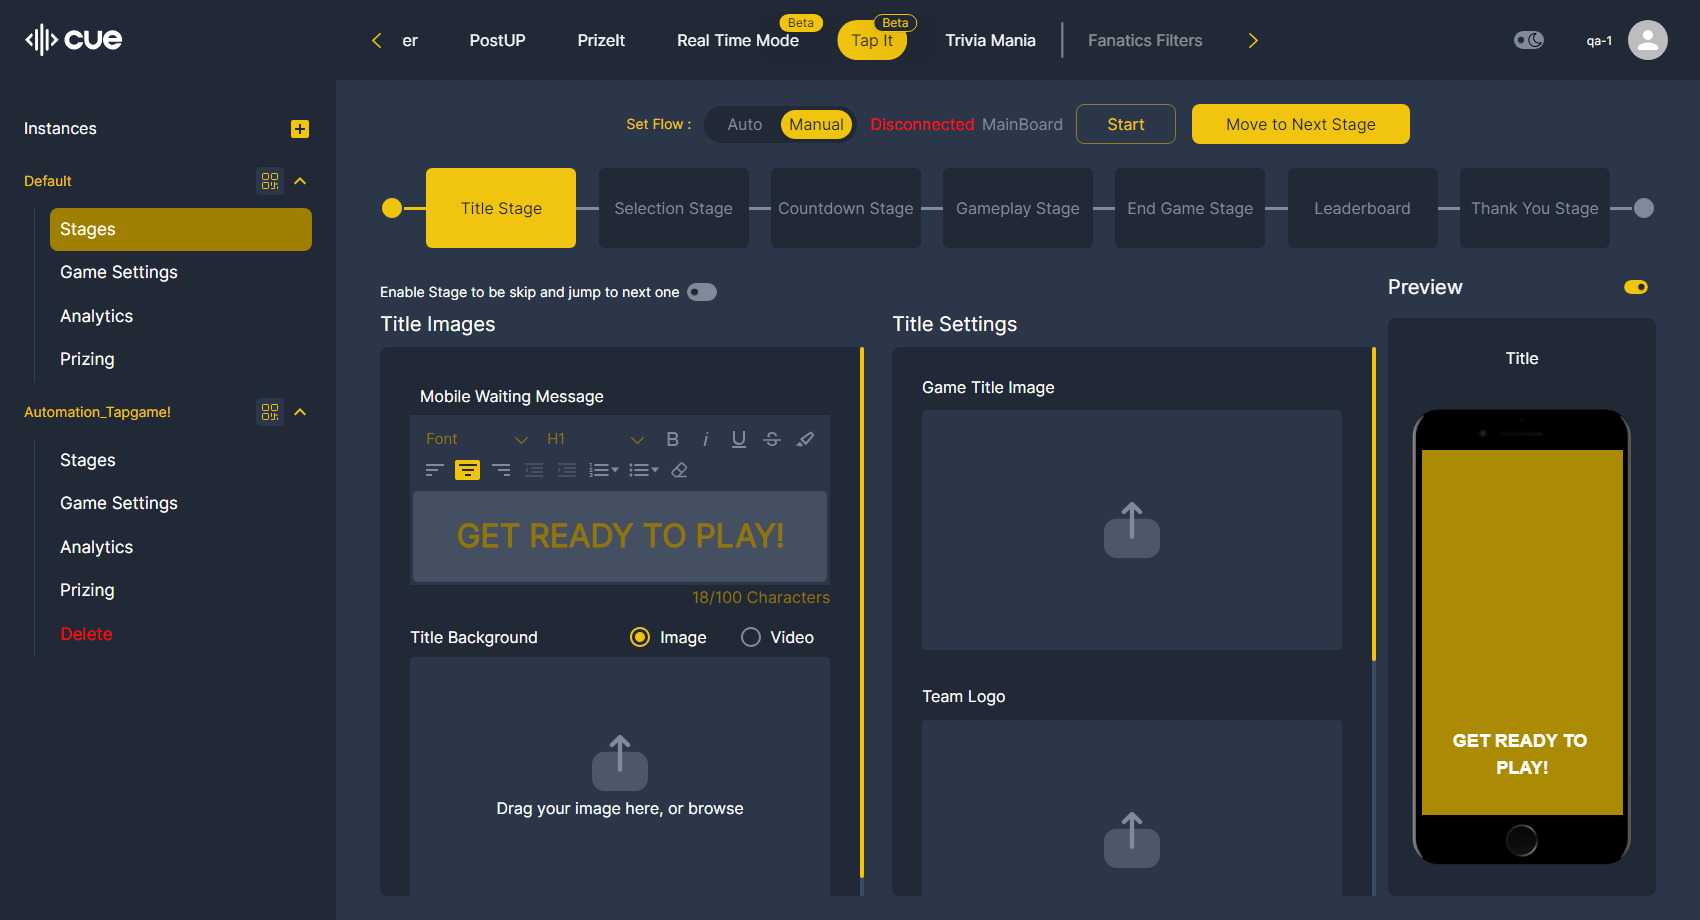 cue
er
PostUP
PrizeIt
Real Time Mode
Beta
Tap It
Beta
Trivia Mania
Fanatics Filters
qa-1
Instances
Default
Stages
Game Settings
Analytics
Prizing
Automation_Tapgame!
Stages
Game Settings
Analytics
Prizing
Delete
Set Flow :
Auto
Manual
Disconnected MainBoard
Start
Move to Next Stage
Title Stage
Selection Stage
Countdown Stage
Gameplay Stage
End Game Stage
Leaderboard
Thank You Stage
Enable Stage to be skip and jump to next one
Title Images
Mobile Waiting Message
Font
H1
B
i
U
S
GET READY TO PLAY!
18/100 Characters
Title Background
Image
Video
Drag your image here, or browse
Title Settings
Game Title Image
Team Logo
Preview
Title
GET READY TO
PLAY!